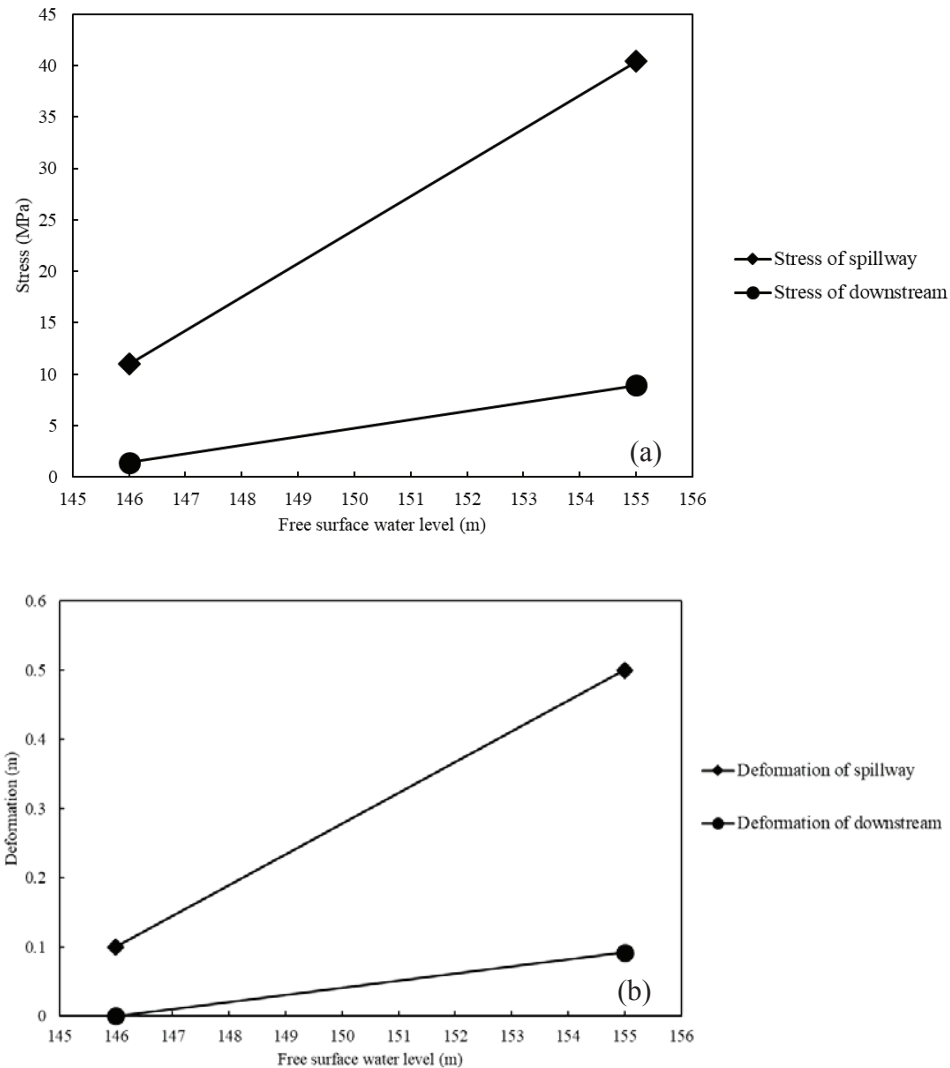 45
40
35
30
25
20
15
10
5
0
Stress (MPa)
145 146 147 148 149 150 151 152 153 154 155 156
Free surface water level (m)
(a)
Stress of spillway
Stress of downstream
0.6
0.5
0.4
0.3
0.2
0.1
0
Deformation (m)
145 146 147 148 149 150 151 152 153 154 155 156
Free surface water level (m)
(b)
Deformation of spillway
Deformation of downstream